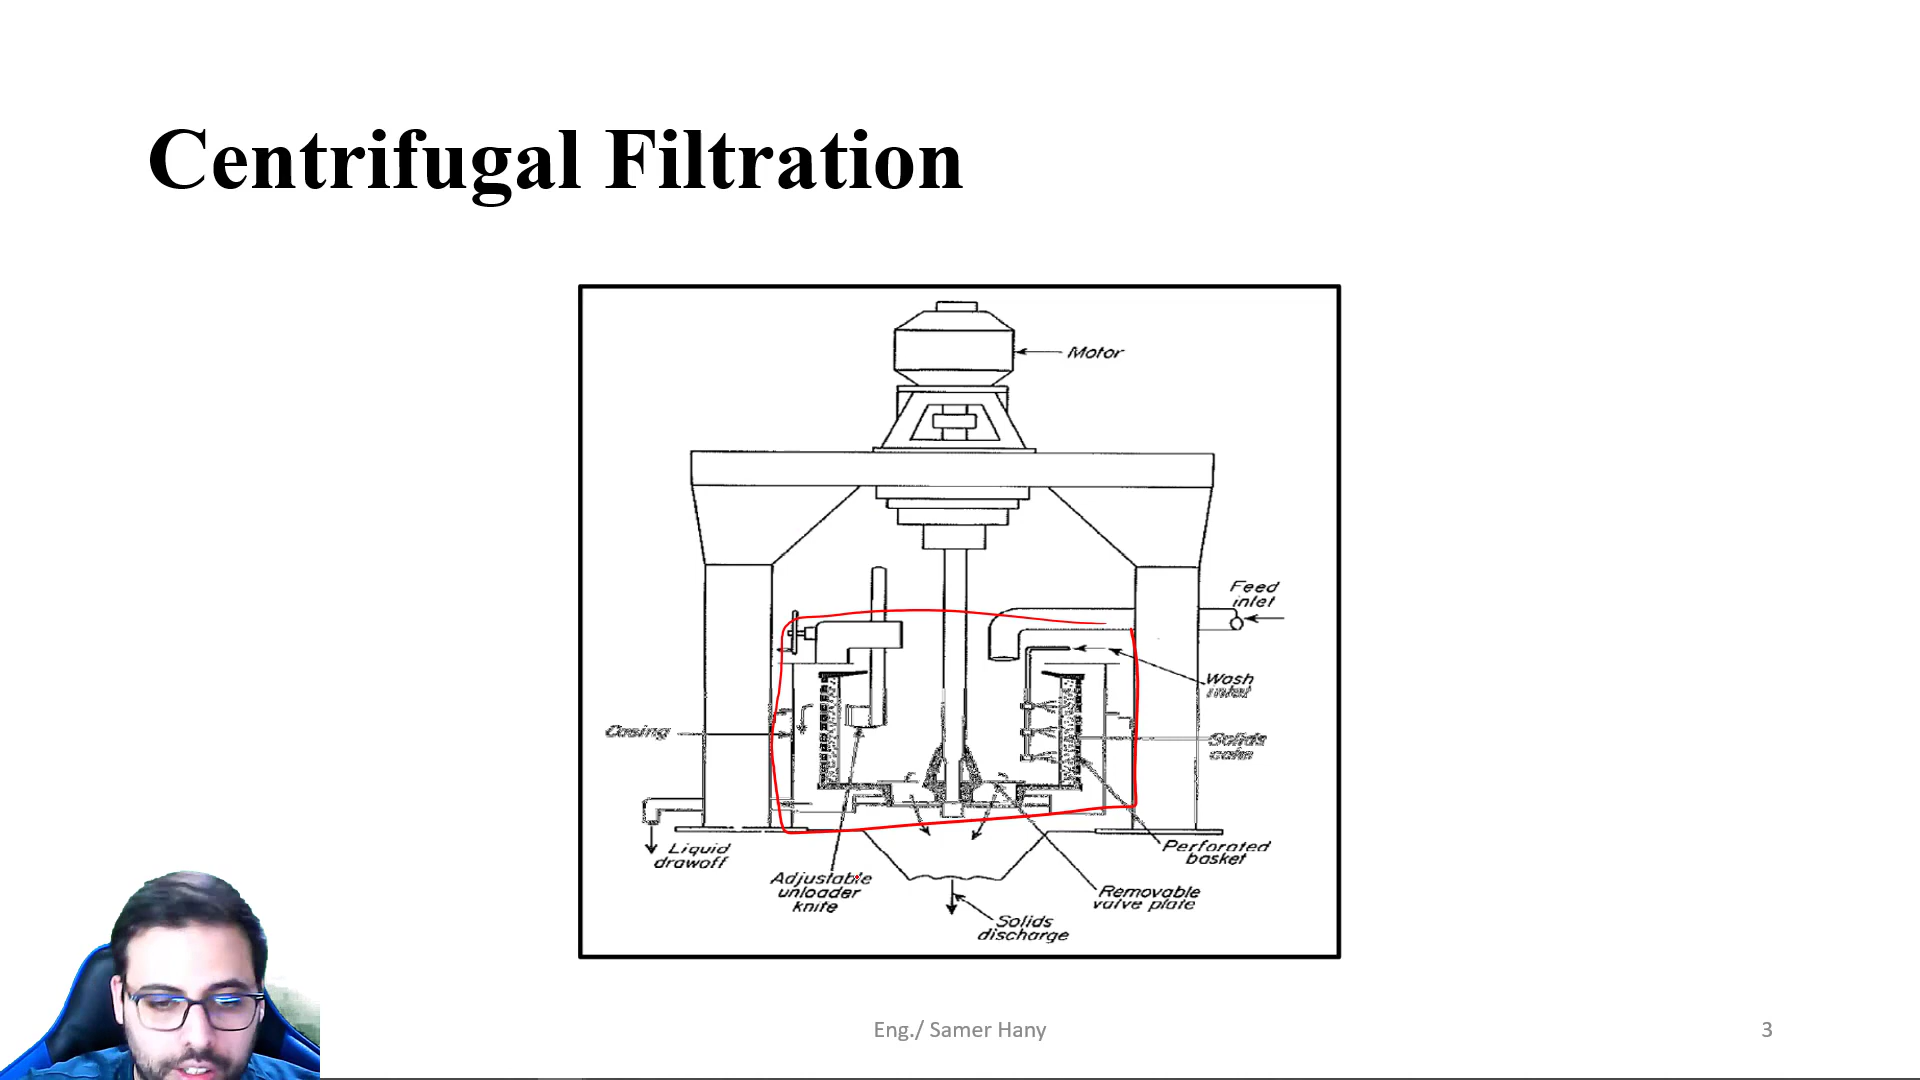 Centrifugal Filtration
Motor
Feed
inlet
Wash
inlet
Casing
Solids
cake
Liquid
drawoff
Perforated
basket
Adjustable
unloader
knife
Removable
valve plate
Solids
discharge
Eng./ Samer Hany
3